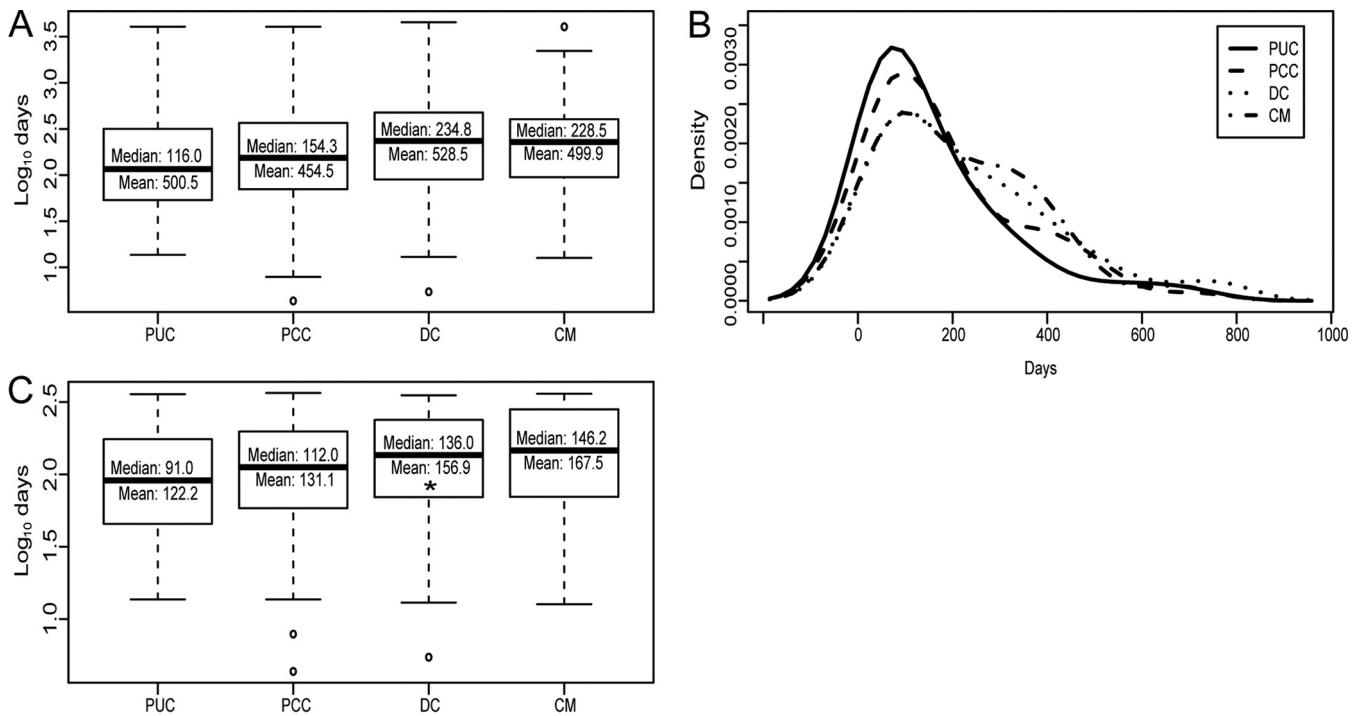 A
Log₁₀ days
3.5
3.0
2.5
2.0
1.5
1.0
Median: 116.0
Mean: 500.5
Median: 154.3
Mean: 454.5
Median: 234.8
Mean: 528.5
Median: 228.5
Mean: 499.9
PUC PCC DC CM
B
Density
0.0030
0.0020
0.0010
0.0000
PUC
PCC
DC
CM
0 200 400 600 800 1000
Days
C
Log₁₀ days
2.5
2.0
1.5
1.0
Median: 91.0
Mean: 122.2
Median: 112.0
Mean: 131.1
Median: 136.0
Mean: 156.9
*
Median: 146.2
Mean: 167.5
PUC PCC DC CM